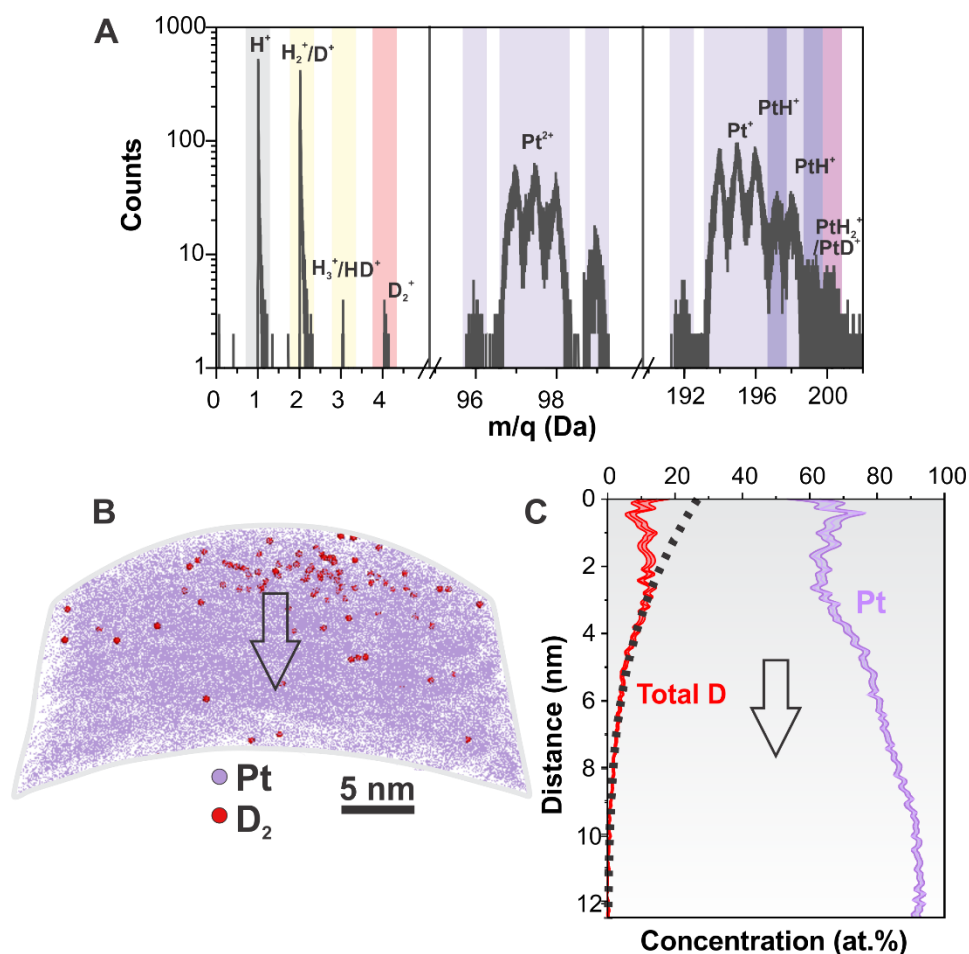 A
1000
100
10
1
Counts
H⁺
H₂⁺/D⁺
H₃⁺/HD⁺
D₂⁺
Pt²⁺
Pt⁺
PtH⁺
PtH⁺
PtH₂⁺
/PtD⁺
0 1 2 3 4 96 98 192 196 200
m/q (Da)
B
Pt
D₂
5 nm
C
0 20 40 60 80 100
0
2
4
6
8
10
12
Distance (nm)
Total D
Pt
Concentration (at.%)